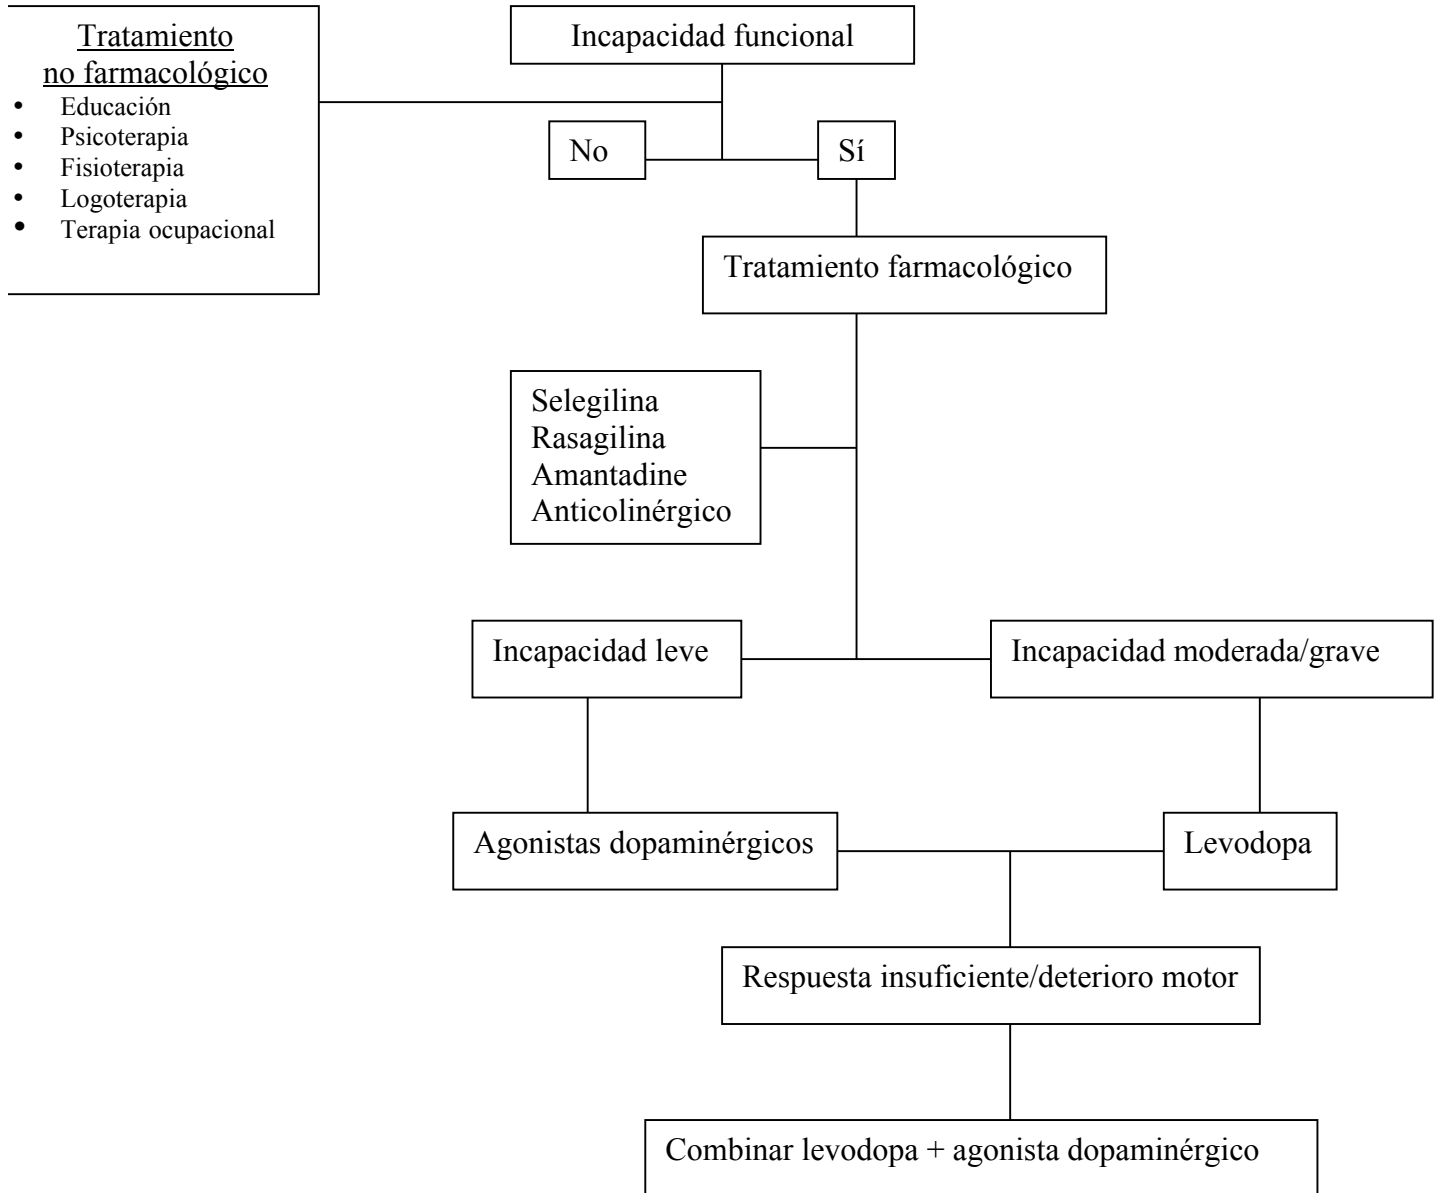 Tratamiento
no farmacológico
• Educación
• Psicoterapia
• Fisioterapia
• Logoterapia
• Terapia ocupacional
Incapacidad funcional
No
Sí
Tratamiento farmacológico
Selegilina
Rasagilina
Amantadine
Anticolinérgico
Incapacidad leve
Incapacidad moderada/grave
Agonistas dopaminérgicos
Levodopa
Respuesta insuficiente/deterioro motor
Combinar levodopa + agonista dopaminérgico